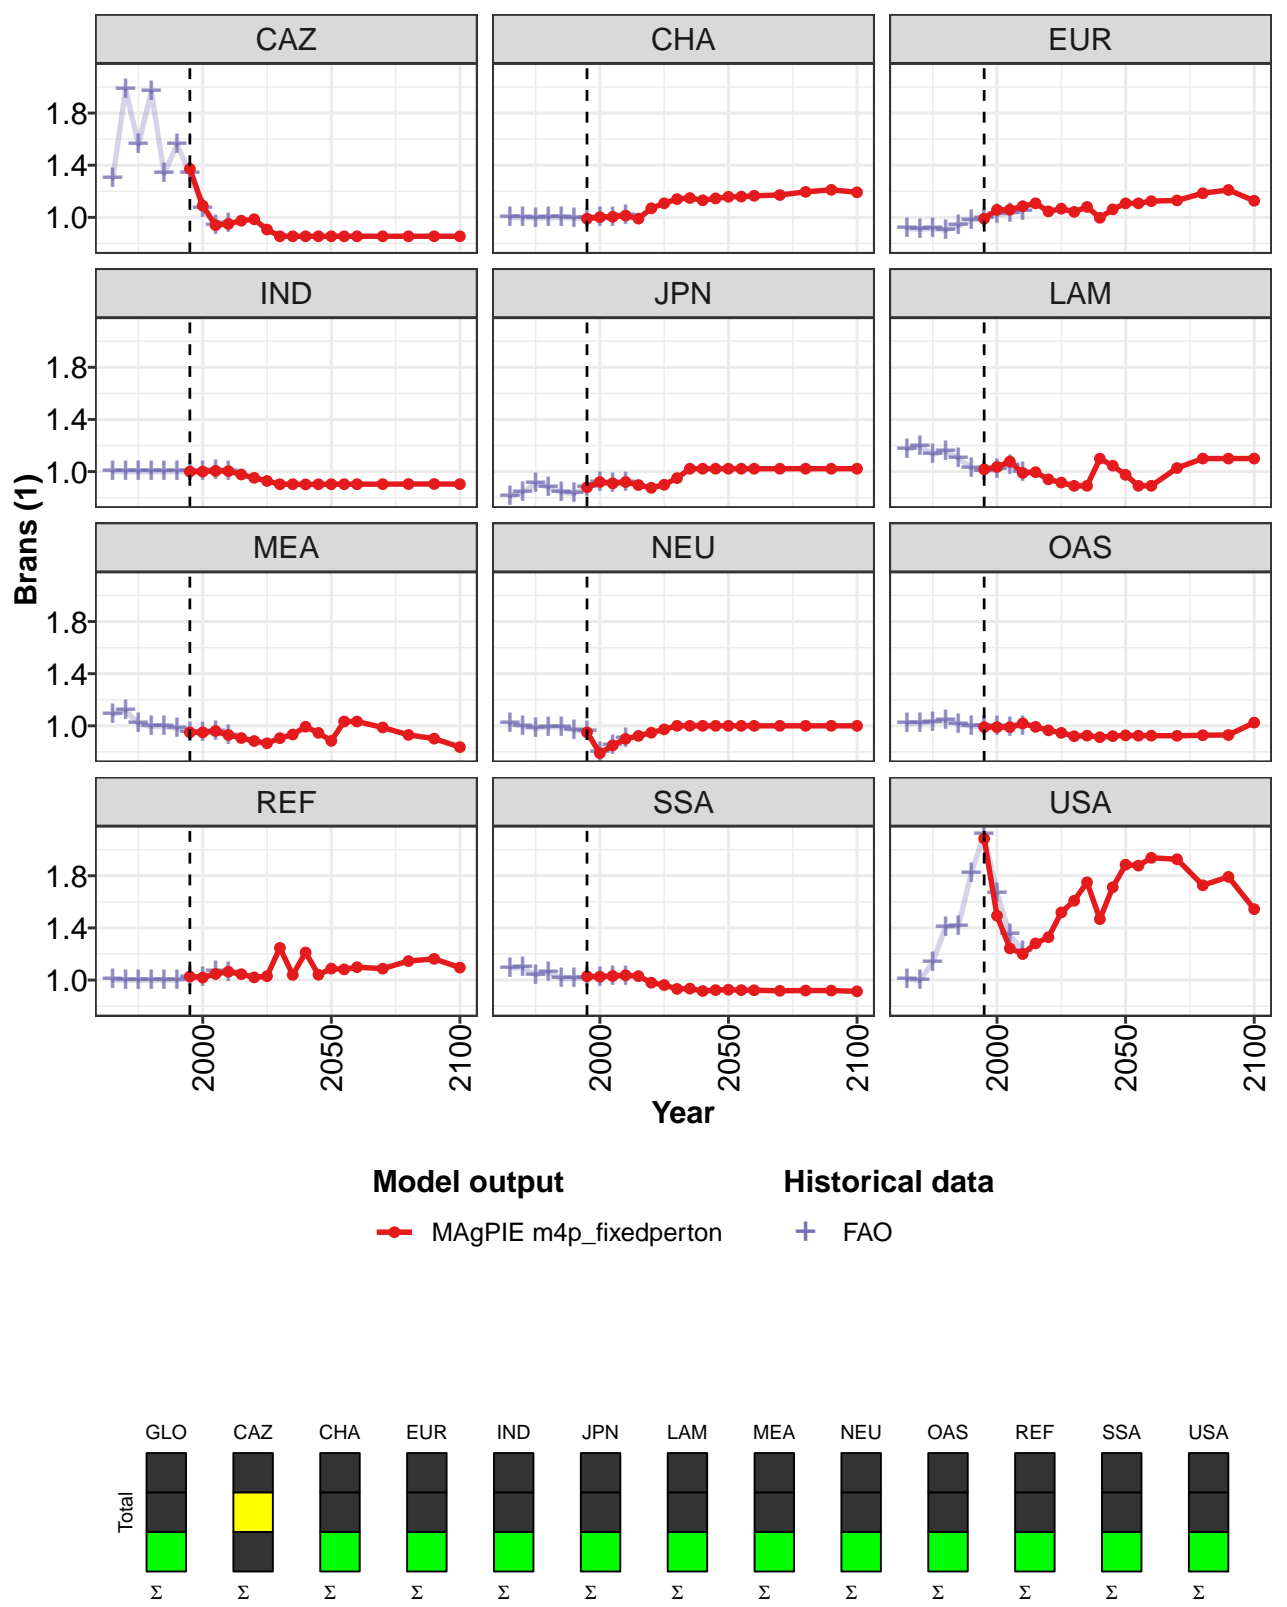 CAZ CHA EUR
1.8
1.4
1.0
IND JPN LAM
1.8
1.4
1.0
MEA NEU OAS
1.8
1.4
1.0
REF SSA USA
1.8
1.4
1.0
Brans (1)
2000 2050 2100 2000 2050 2100 2000 2050 2100
Year
Model output Historical data
MAgPIE m4p_fixedperton FAO
GLO CAZ CHA EUR IND JPN LAM MEA NEU OAS REF SSA USA
Total
Σ Σ Σ Σ Σ Σ Σ Σ Σ Σ Σ Σ Σ